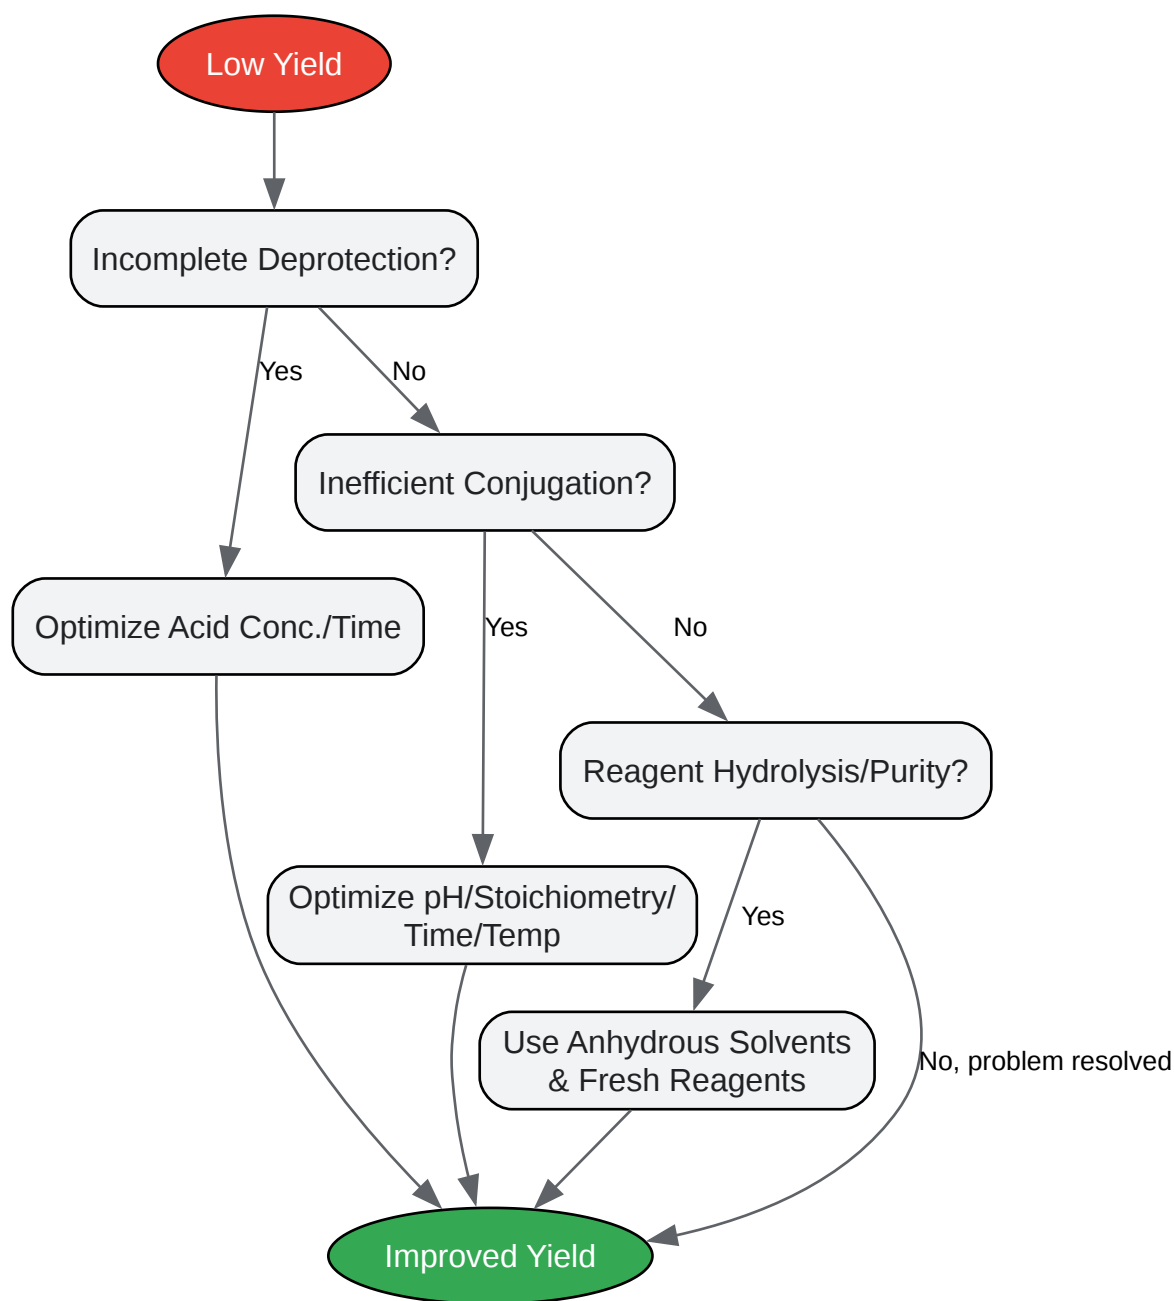 Low Yield
Incomplete Deprotection?
Yes
No
Inefficient Conjugation?
Optimize Acid Conc./Time
Yes
No
Reagent Hydrolysis/Purity?
Optimize pH/Stoichiometry/
Time/Temp
Yes
Use Anhydrous Solvents
& Fresh Reagents
No, problem resolved
Improved Yield